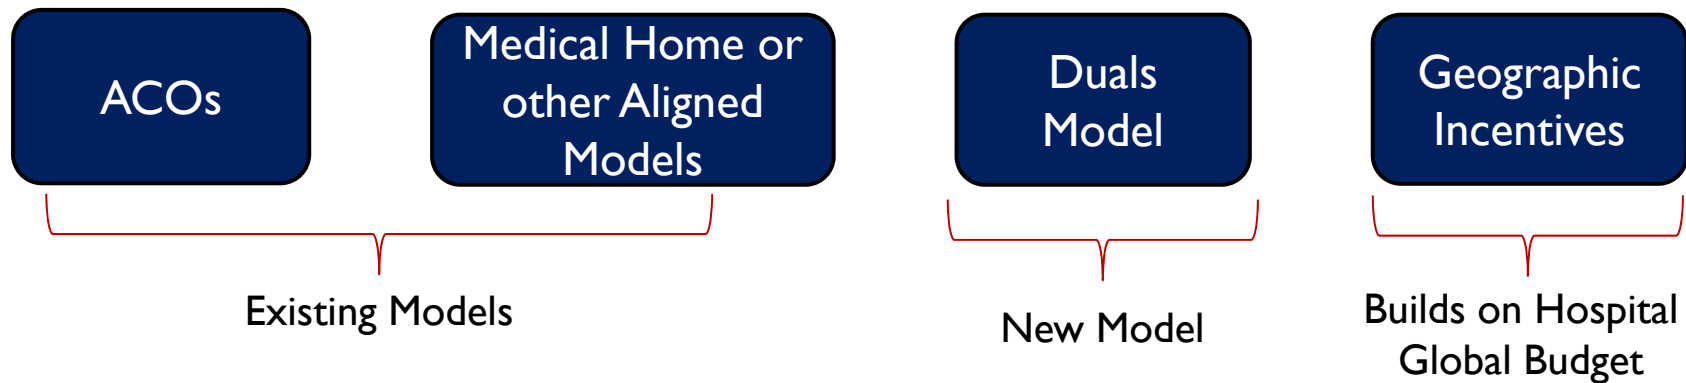 ACOs
Medical Home or
other Aligned
Models
Duals
Model
Geographic
Incentives
Existing Models
New Model
Builds on Hospital
Global Budget